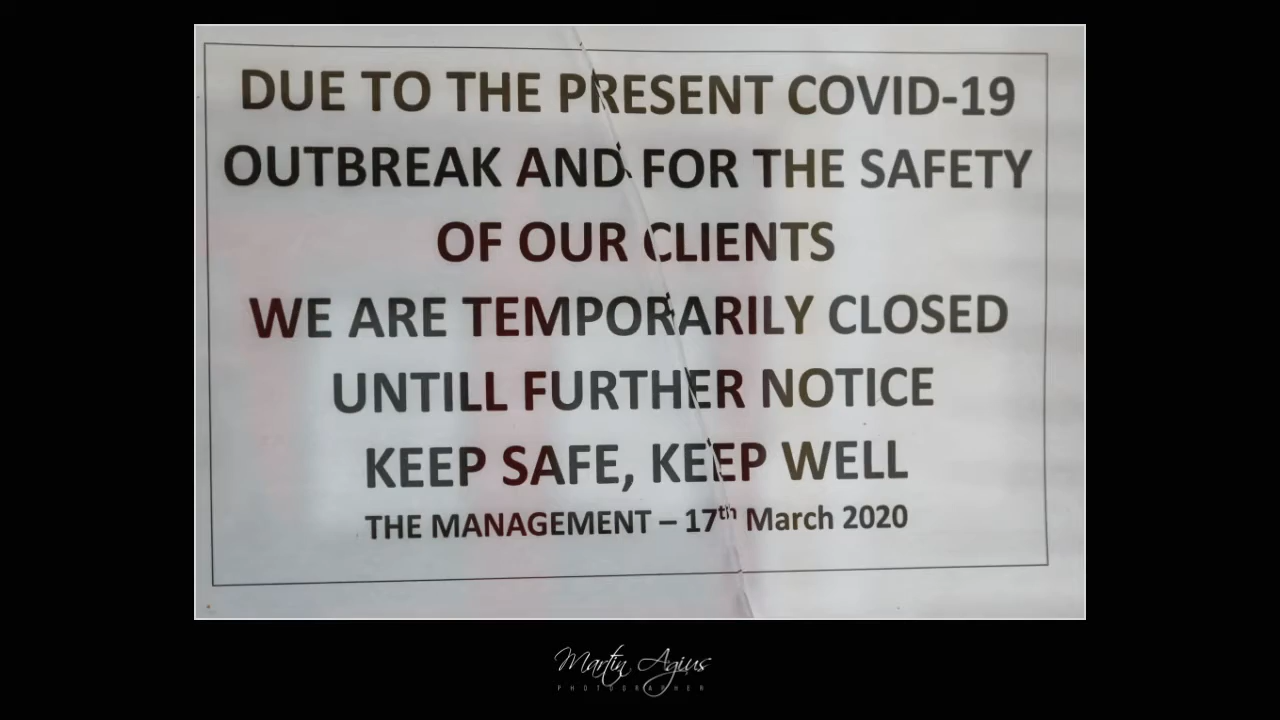 DUE TO THE PRESENT COVID-19
OUTBREAK AND FOR THE SAFETY
OF OUR CLIENTS
WE ARE TEMPORARILY CLOSED
UNTILL FURTHER NOTICE
KEEP SAFE, KEEP WELL
THE MANAGEMENT – 17th March 2020
Martin Agius
PHOTOGRAPHER